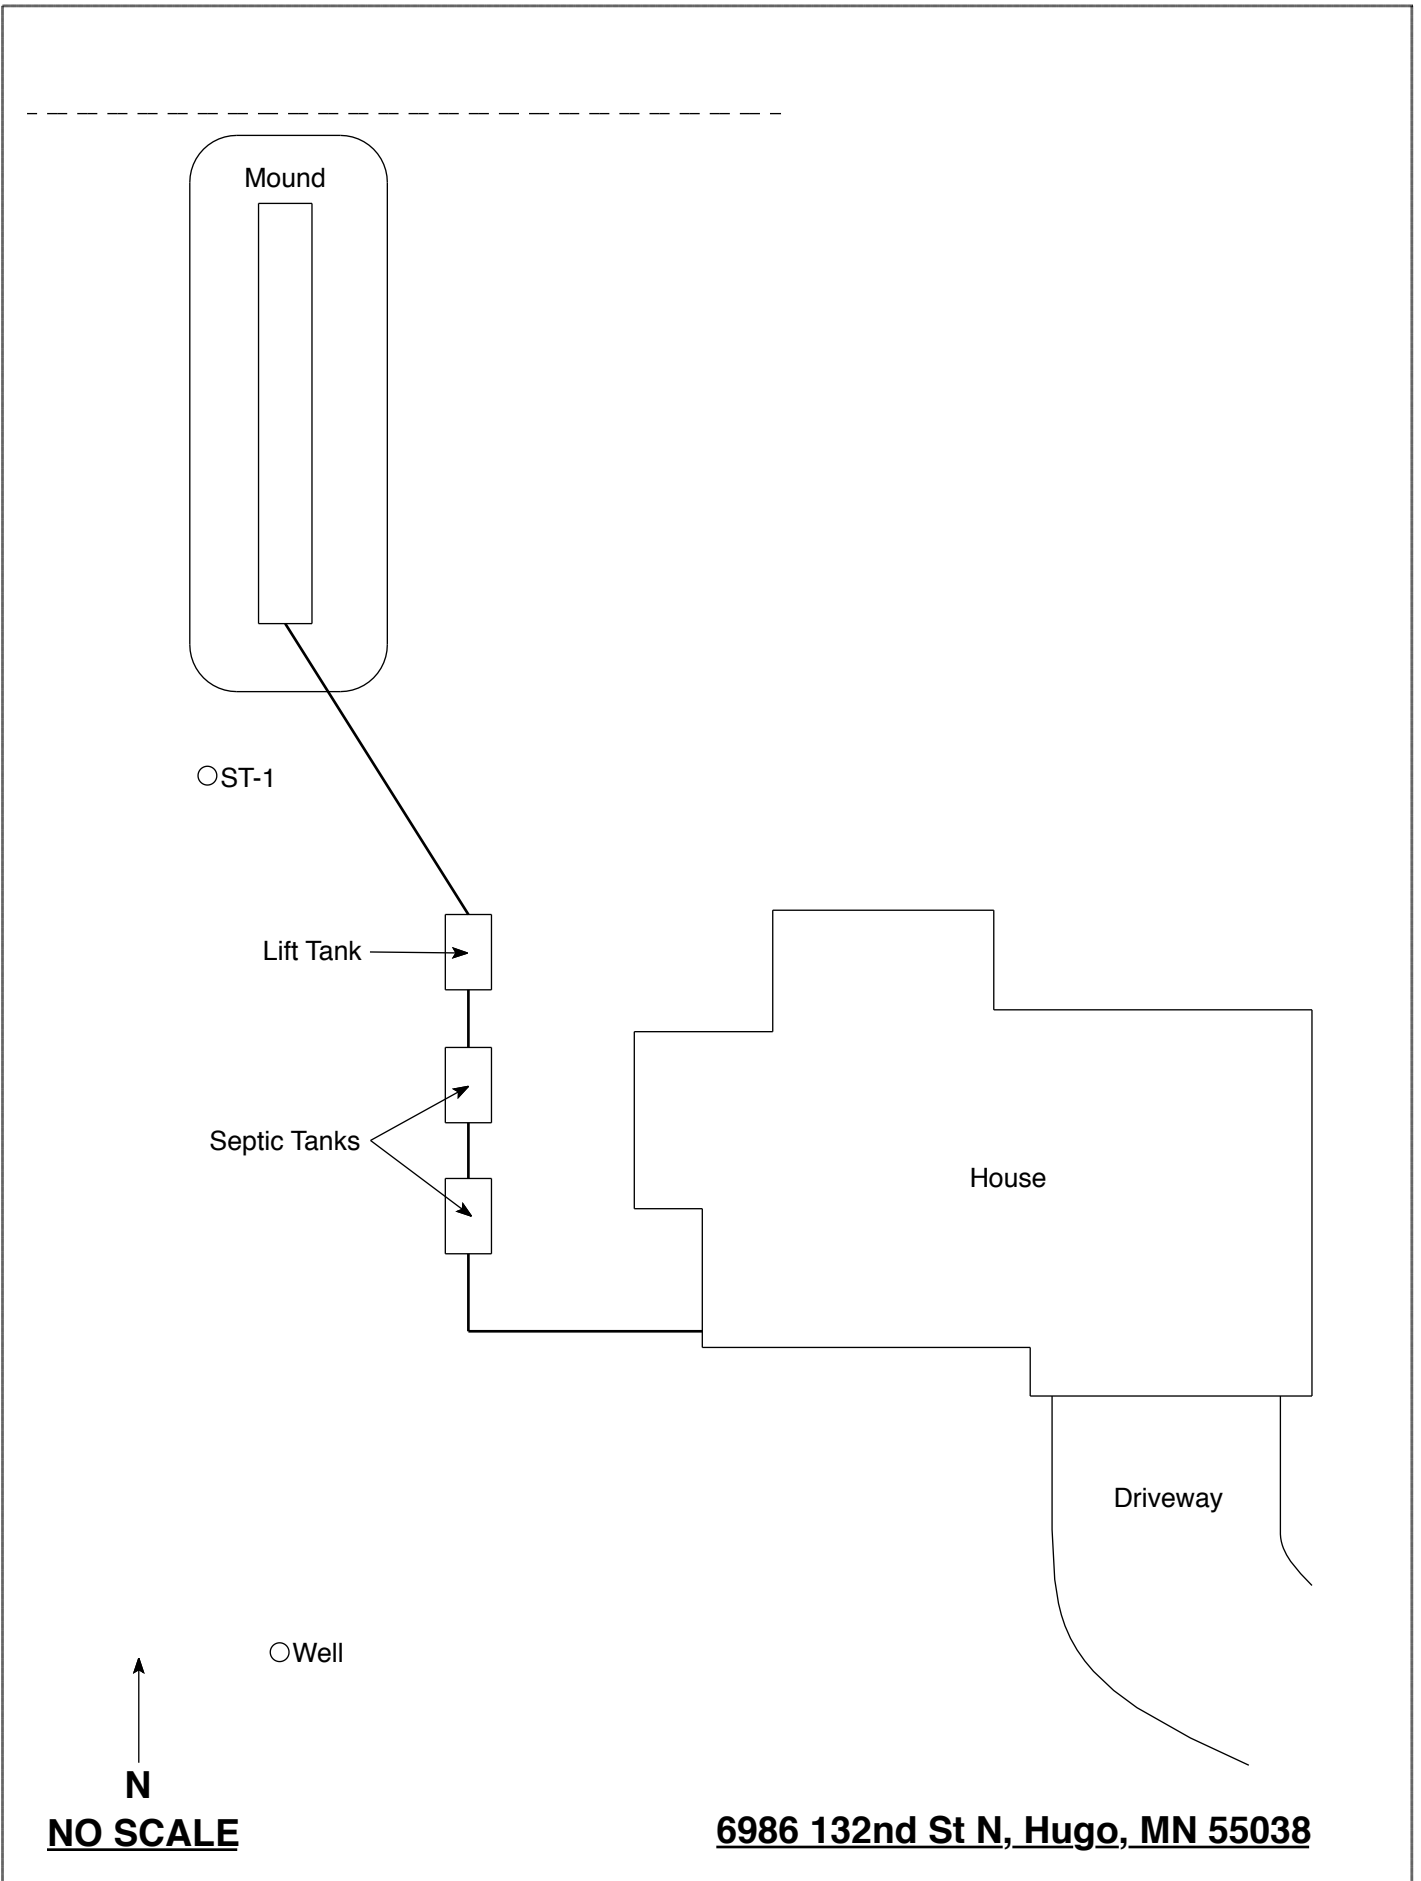 Mound
ST-1
Lift Tank
Septic Tanks
House
Driveway
Well
N
NO SCALE
6986 132nd St N, Hugo, MN 55038